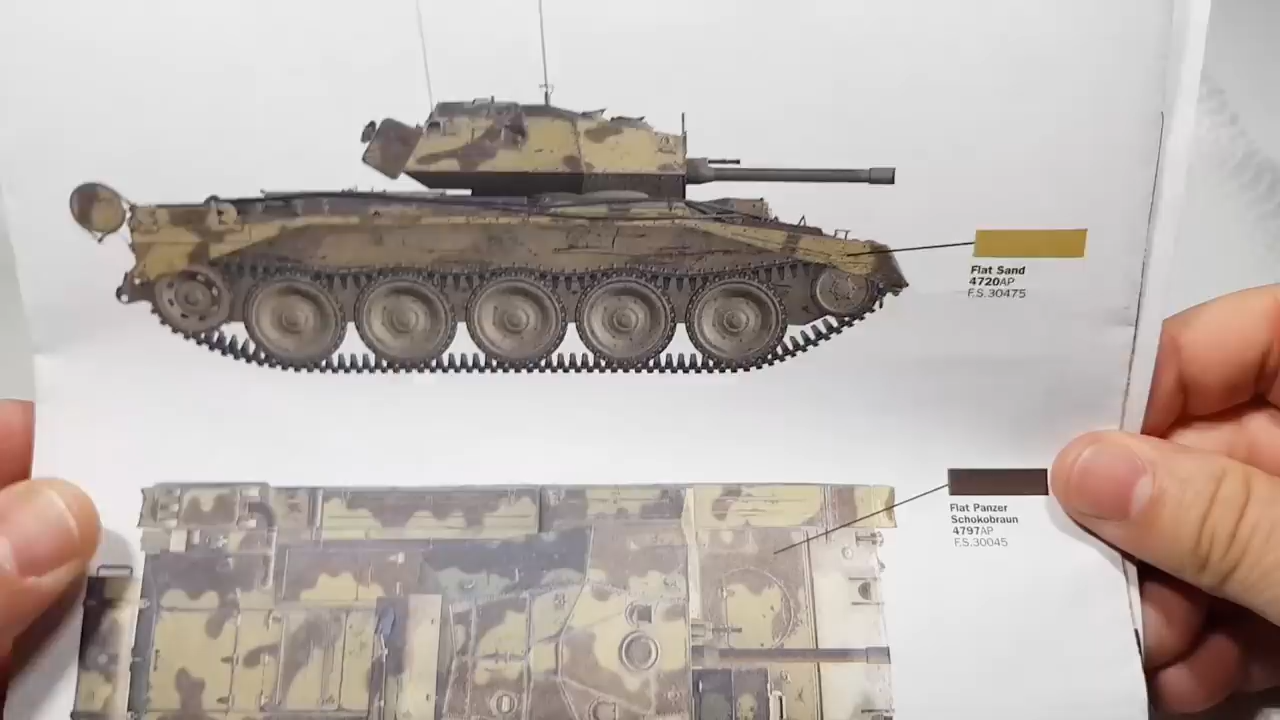 Flat Sand
4720AP
F.S.30475
Flat Panzer
Schokobraun
4797AP
F.S.30045